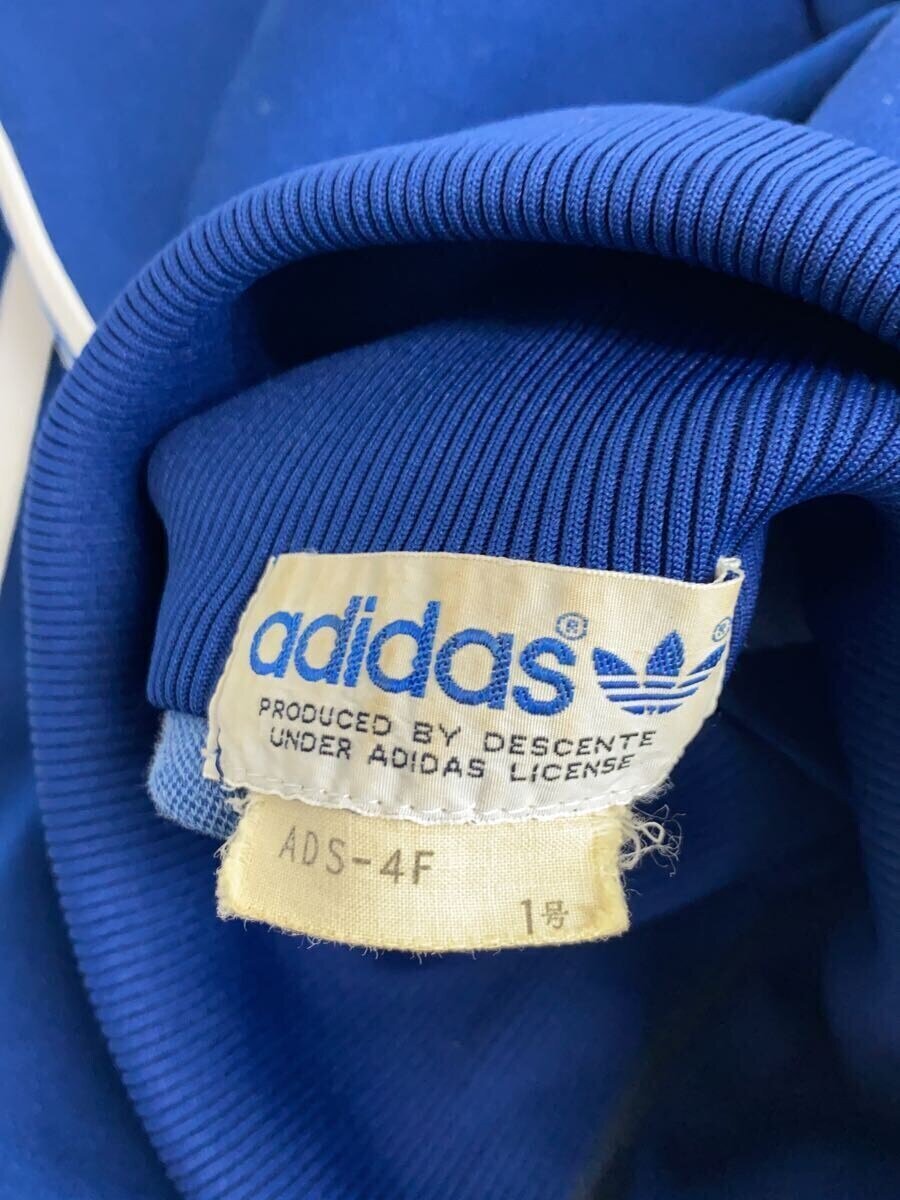 adidas® ®
PRODUCED BY DESCENTE
UNDER ADIDAS LICENSE
ADS-4F
1号